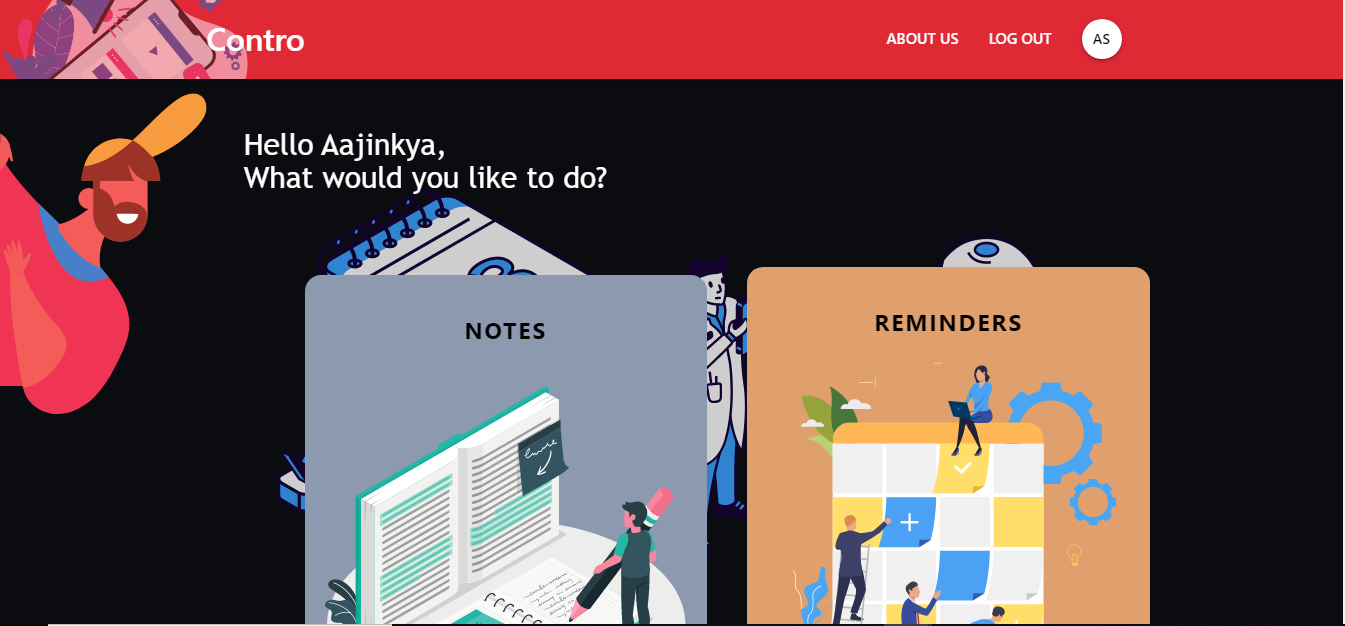 Contro
ABOUT US
LOG OUT
AS
Hello Aajinkya,
What would you like to do?
NOTES
REMINDERS